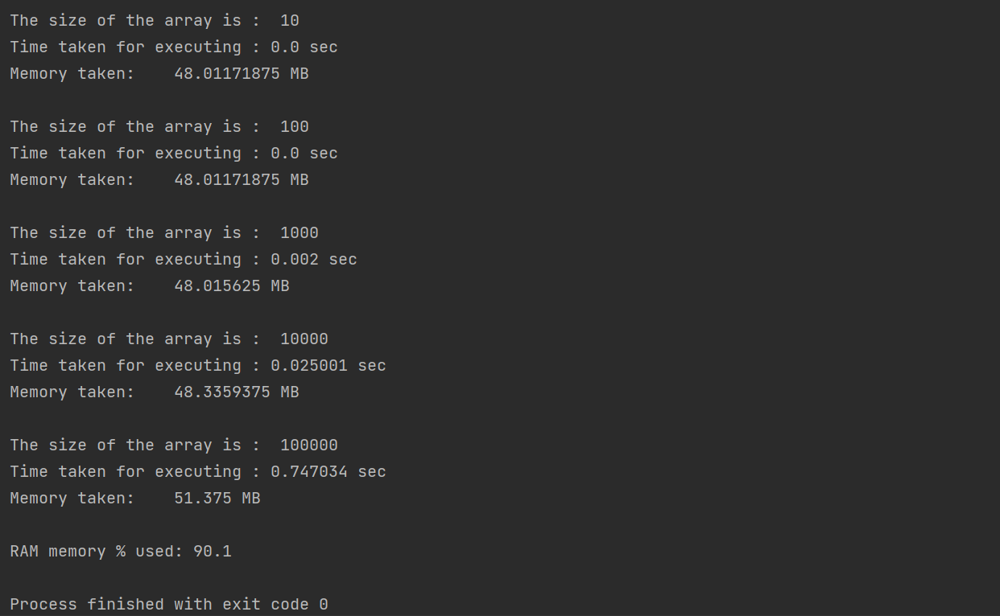 The size of the array is :  10
Time taken for executing : 0.0 sec
Memory taken:    48.01171875 MB

The size of the array is :  100
Time taken for executing : 0.0 sec
Memory taken:    48.01171875 MB

The size of the array is :  1000
Time taken for executing : 0.002 sec
Memory taken:    48.015625 MB

The size of the array is :  10000
Time taken for executing : 0.025001 sec
Memory taken:    48.3359375 MB

The size of the array is :  100000
Time taken for executing : 0.747034 sec
Memory taken:    51.375 MB

RAM memory % used: 90.1

Process finished with exit code 0